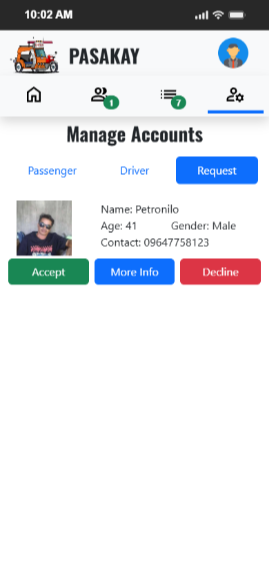 10:02 AM
PASAKAY
1
7
Manage Accounts
Passenger
Driver
Request
Name: Petronilo
Age: 41 Gender: Male
Contact: 09647758123
Accept
More Info
Decline